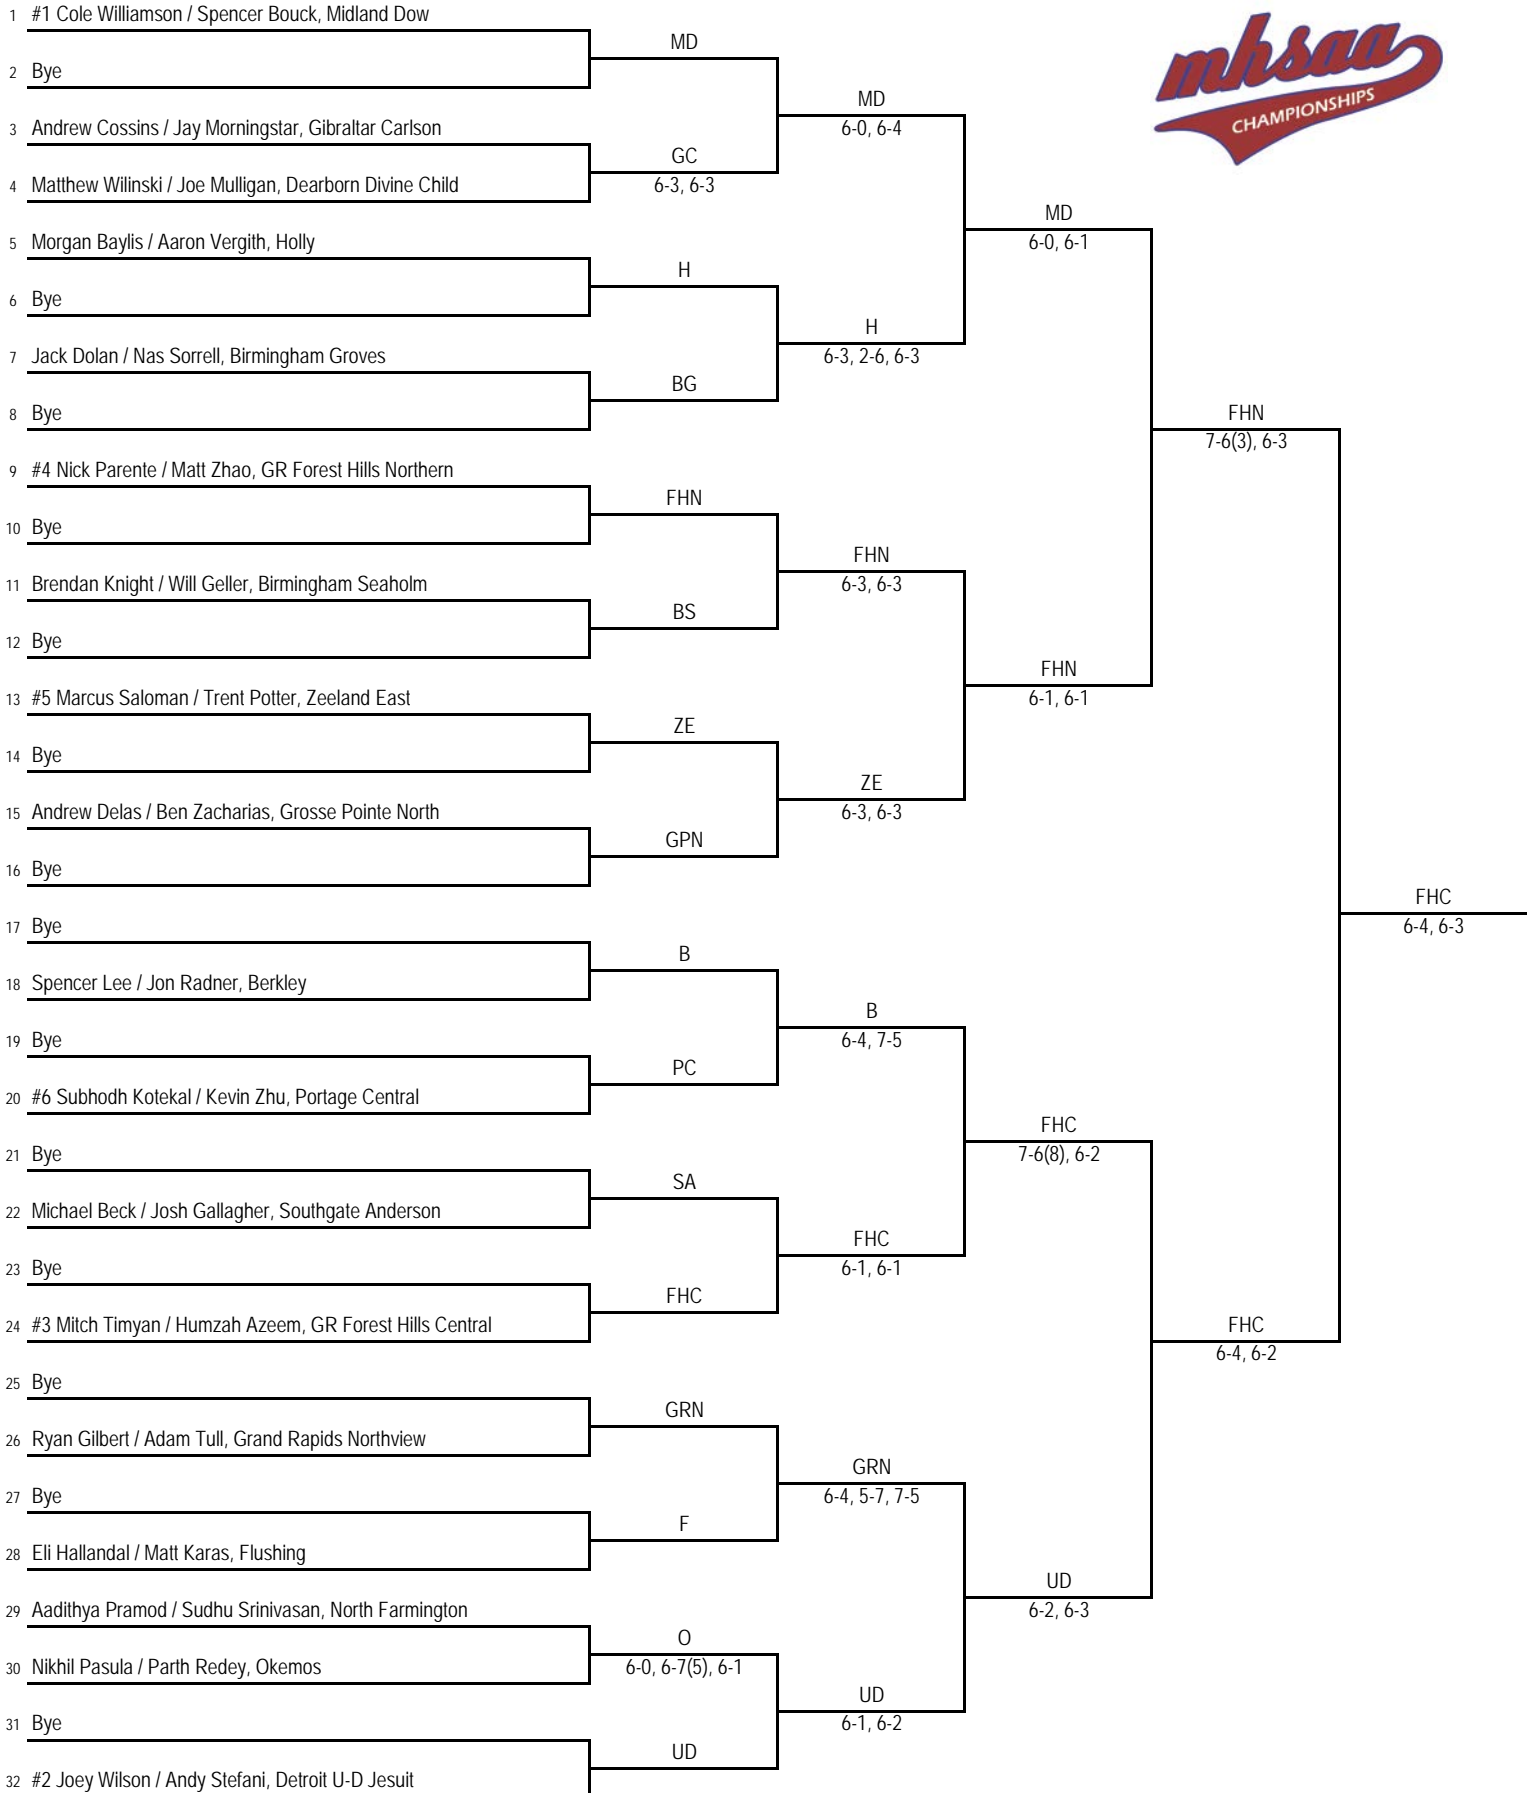 1 #1 Cole Williamson / Spencer Bouck, Midland Dow
MD
mhsaa
CHAMPIONSHIPS
2 Bye
MD
6-0, 6-4
3 Andrew Cossins / Jay Morningstar, Gibraltar Carlson
GC
6-3, 6-3
4 Matthew Wilinski / Joe Mulligan, Dearborn Divine Child
MD
6-0, 6-1
5 Morgan Baylis / Aaron Vergith, Holly
H
6 Bye
H
6-3, 2-6, 6-3
7 Jack Dolan / Nas Sorrell, Birmingham Groves
BG
8 Bye
FHN
7-6(3), 6-3
9 #4 Nick Parente / Matt Zhao, GR Forest Hills Northern
FHN
10 Bye
FHN
6-3, 6-3
11 Brendan Knight / Will Geller, Birmingham Seaholm
BS
12 Bye
FHN
6-1, 6-1
13 #5 Marcus Saloman / Trent Potter, Zeeland East
ZE
14 Bye
ZE
6-3, 6-3
15 Andrew Delas / Ben Zacharias, Grosse Pointe North
GPN
16 Bye
FHC
6-4, 6-3
17 Bye
B
18 Spencer Lee / Jon Radner, Berkley
B
6-4, 7-5
19 Bye
PC
20 #6 Subhodh Kotekal / Kevin Zhu, Portage Central
FHC
7-6(8), 6-2
21 Bye
SA
22 Michael Beck / Josh Gallagher, Southgate Anderson
FHC
6-1, 6-1
23 Bye
FHC
24 #3 Mitch Timyan / Humzah Azeem, GR Forest Hills Central
FHC
6-4, 6-2
25 Bye
GRN
26 Ryan Gilbert / Adam Tull, Grand Rapids Northview
GRN
6-4, 5-7, 7-5
27 Bye
F
28 Eli Hallandal / Matt Karas, Flushing
UD
6-2, 6-3
29 Aadithya Pramod / Sudhu Srinivasan, North Farmington
O
6-0, 6-7(5), 6-1
30 Nikhil Pasula / Parth Redey, Okemos
UD
6-1, 6-2
31 Bye
UD
32 #2 Joey Wilson / Andy Stefani, Detroit U-D Jesuit